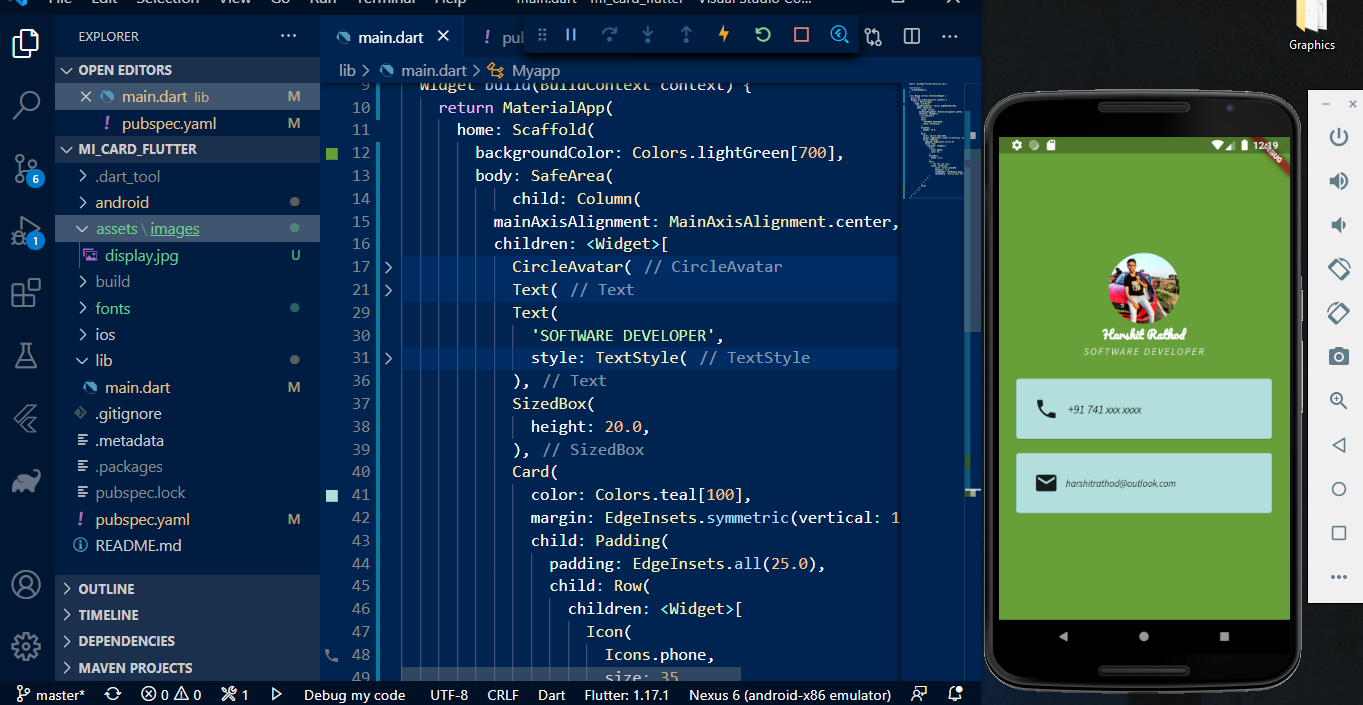 File Edit Selection View Go Run Terminal Help main.dart - mi_card_flutter - Visual Studio Co...
EXPLORER
OPEN EDITORS
main.dart lib M
pubspec.yaml M
MI_CARD_FLUTTER
.dart_tool
android
assets \ images
display.jpg U
build
fonts
ios
lib
main.dart M
.gitignore
.metadata
.packages
pubspec.lock
pubspec.yaml M
README.md
OUTLINE
TIMELINE
DEPENDENCIES
MAVEN PROJECTS
6
1
main.dart
pu
lib > main.dart > Myapp
9 Widget build(BuildContext context) {
10 return MaterialApp(
11 home: Scaffold(
12 backgroundColor: Colors.lightGreen[700],
13 body: SafeArea(
14 child: Column(
15 mainAxisAlignment: MainAxisAlignment.center,
16 children: <Widget>[
17 CircleAvatar( // CircleAvatar
21 Text( // Text
29 Text(
30 'SOFTWARE DEVELOPER',
31 style: TextStyle( // TextStyle
36 ), // Text
37 SizedBox(
38 height: 20.0,
39 ), // SizedBox
40 Card(
41 color: Colors.teal[100],
42 margin: EdgeInsets.symmetric(vertical: 1
43 child: Padding(
44 padding: EdgeInsets.all(25.0),
45 child: Row(
46 children: <Widget>[
47 Icon(
48 Icons.phone,
49 size: 35
master* 0 0 1 Debug my code UTF-8 CRLF Dart Flutter: 1.17.1 Nexus 6 (android-x86 emulator)
Graphics
12:19
DEBUG
Harshit Rathod
SOFTWARE DEVELOPER
+91 741 xxx xxxx
harshitrathod@outlook.com